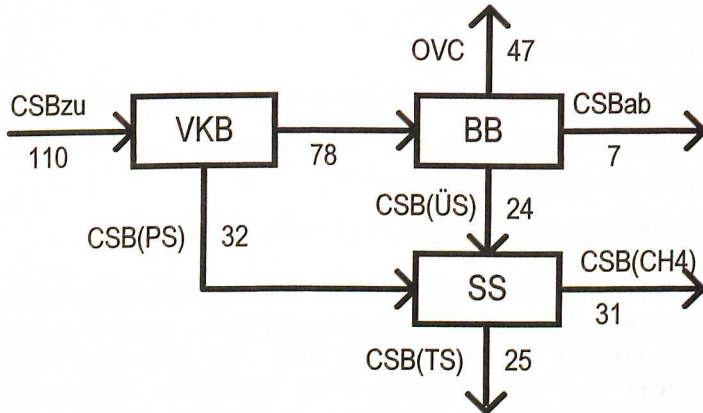 OVC 47
CSBzu
110
VKB
78
BB
CSBab
7
CSB(PS) 32
CSB(ÜS) 24
SS
CSB(CH4)
31
CSB(TS) 25